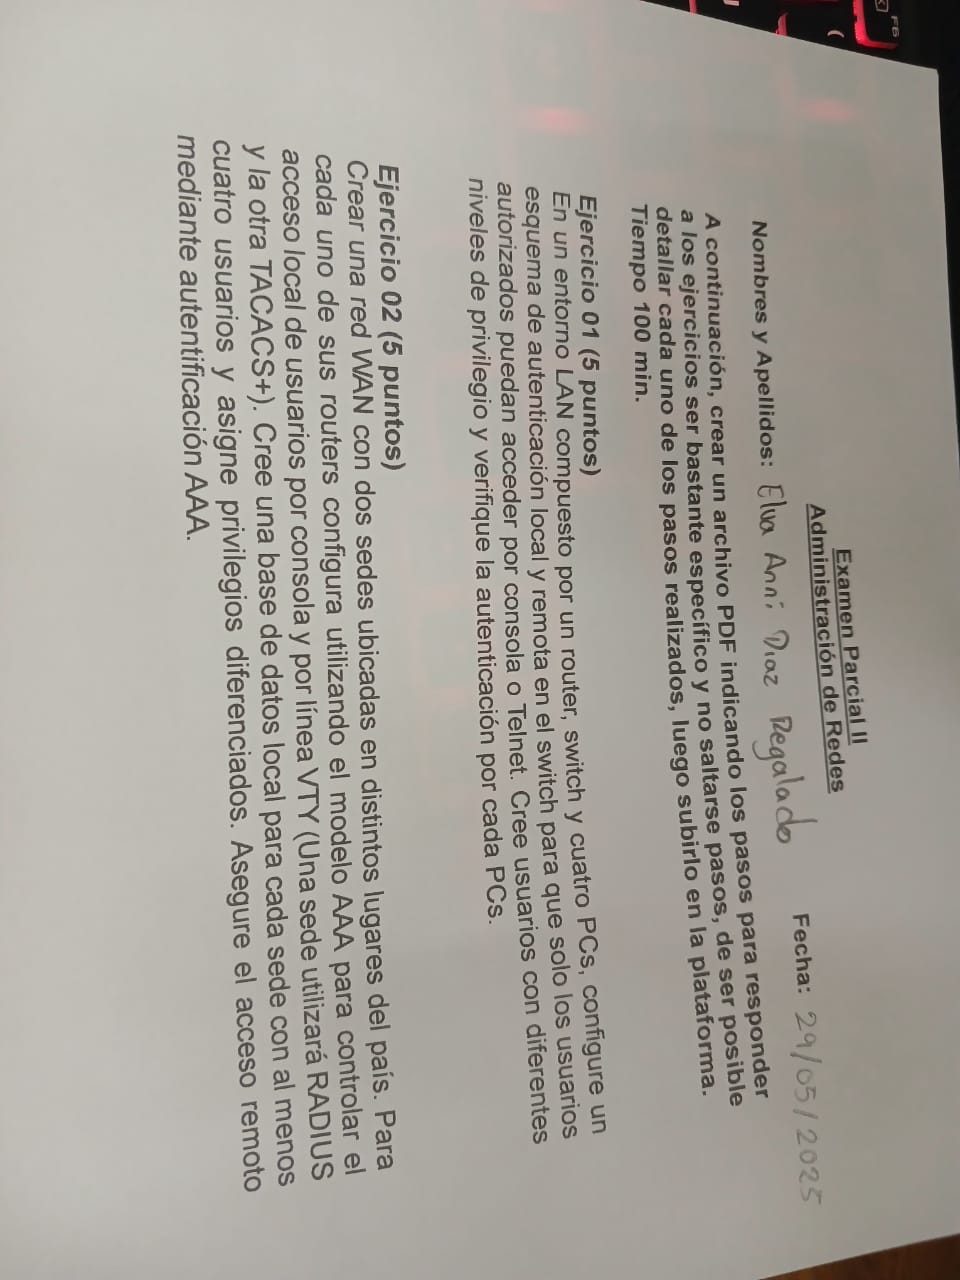 F6
Examen Parcial II
Administración de Redes
Nombres y Apellidos: Elva Anni Diaz Regalado Fecha: 29/05/2025
A continuación, crear un archivo PDF indicando los pasos para responder
a los ejercicios ser bastante específico y no saltarse pasos, de ser posible
detallar cada uno de los pasos realizados, luego subirlo en la plataforma.
Tiempo 100 min.
Ejercicio 01 (5 puntos)
En un entorno LAN compuesto por un router, switch y cuatro PCs, configure un
esquema de autenticación local y remota en el switch para que solo los usuarios
autorizados puedan acceder por consola o Telnet. Cree usuarios con diferentes
niveles de privilegio y verifique la autenticación por cada PCs.
Ejercicio 02 (5 puntos)
Crear una red WAN con dos sedes ubicadas en distintos lugares del país. Para
cada uno de sus routers configura utilizando el modelo AAA para controlar el
acceso local de usuarios por consola y por línea VTY (Una sede utilizará RADIUS
y la otra TACACS+). Cree una base de datos local para cada sede con al menos
cuatro usuarios y asigne privilegios diferenciados. Asegure el acceso remoto
mediante autentificación AAA.